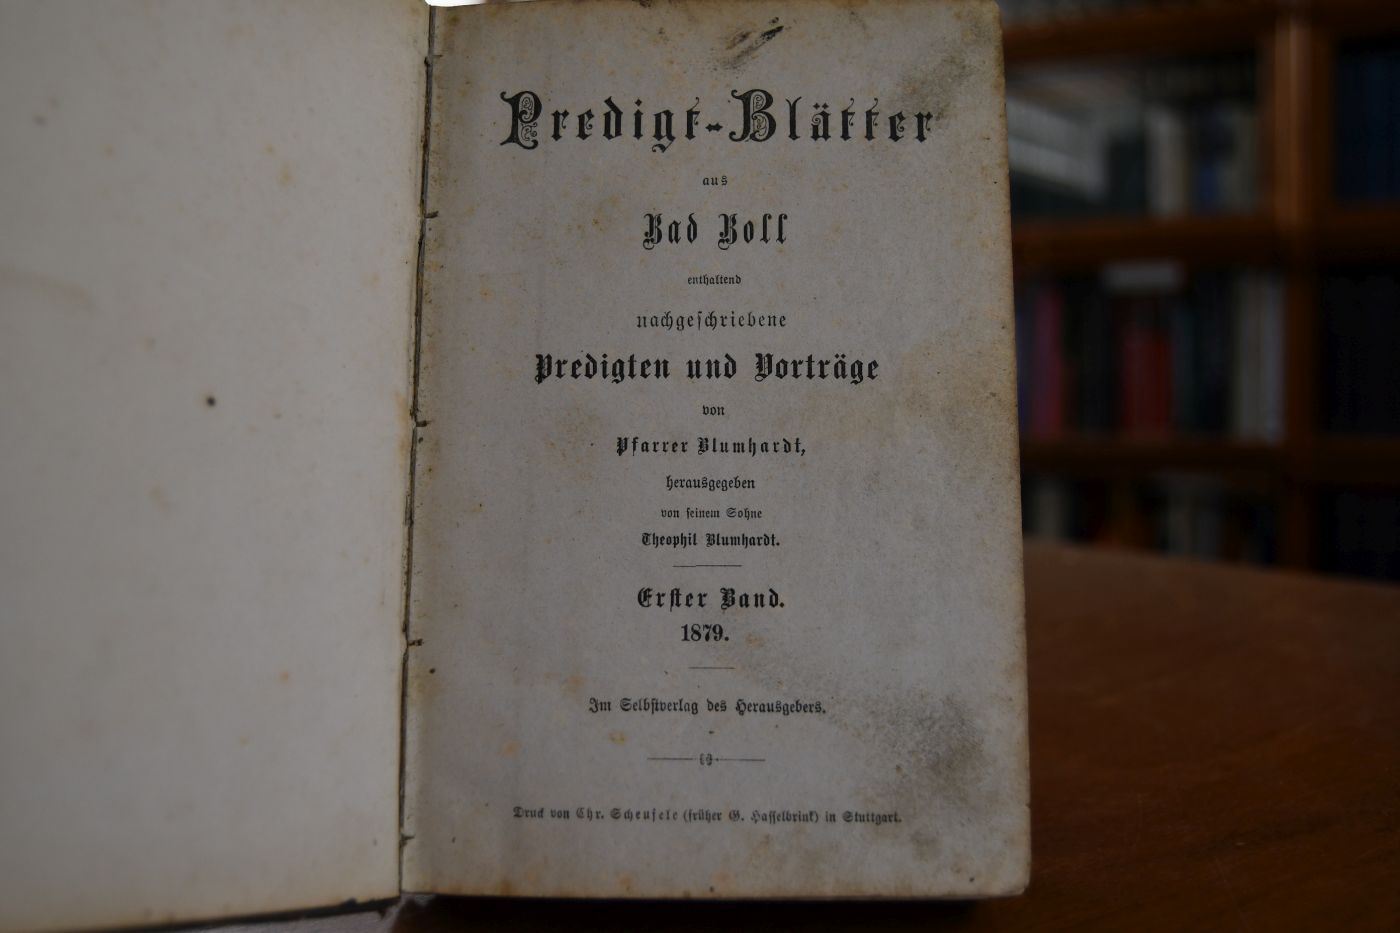 Predigt-Blätter
aus
Bad Boll
enthaltend
nachgeschriebene
Predigten und Vorträge
von
Pfarrer Blumhardt,
herausgegeben
von seinem Sohne
Theophil Blumhardt.
Erster Band.
1879.
Im Selbstverlag des Herausgebers.
Druck von Chr. Scheufele (früher G. Hasselbrink) in Stuttgart.